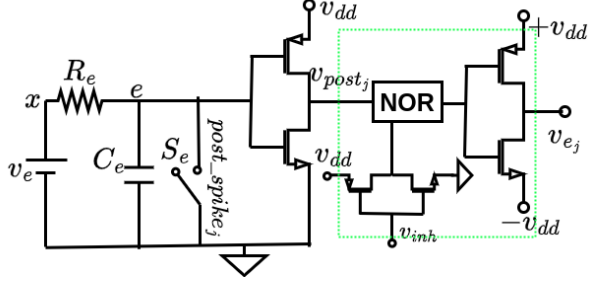 v_dd
+v_dd
R_e
x
e
v_post_j
NOR
v_e_j
v_e
C_e
S_e
post_spike_j
v_dd
v_inh
−v_dd